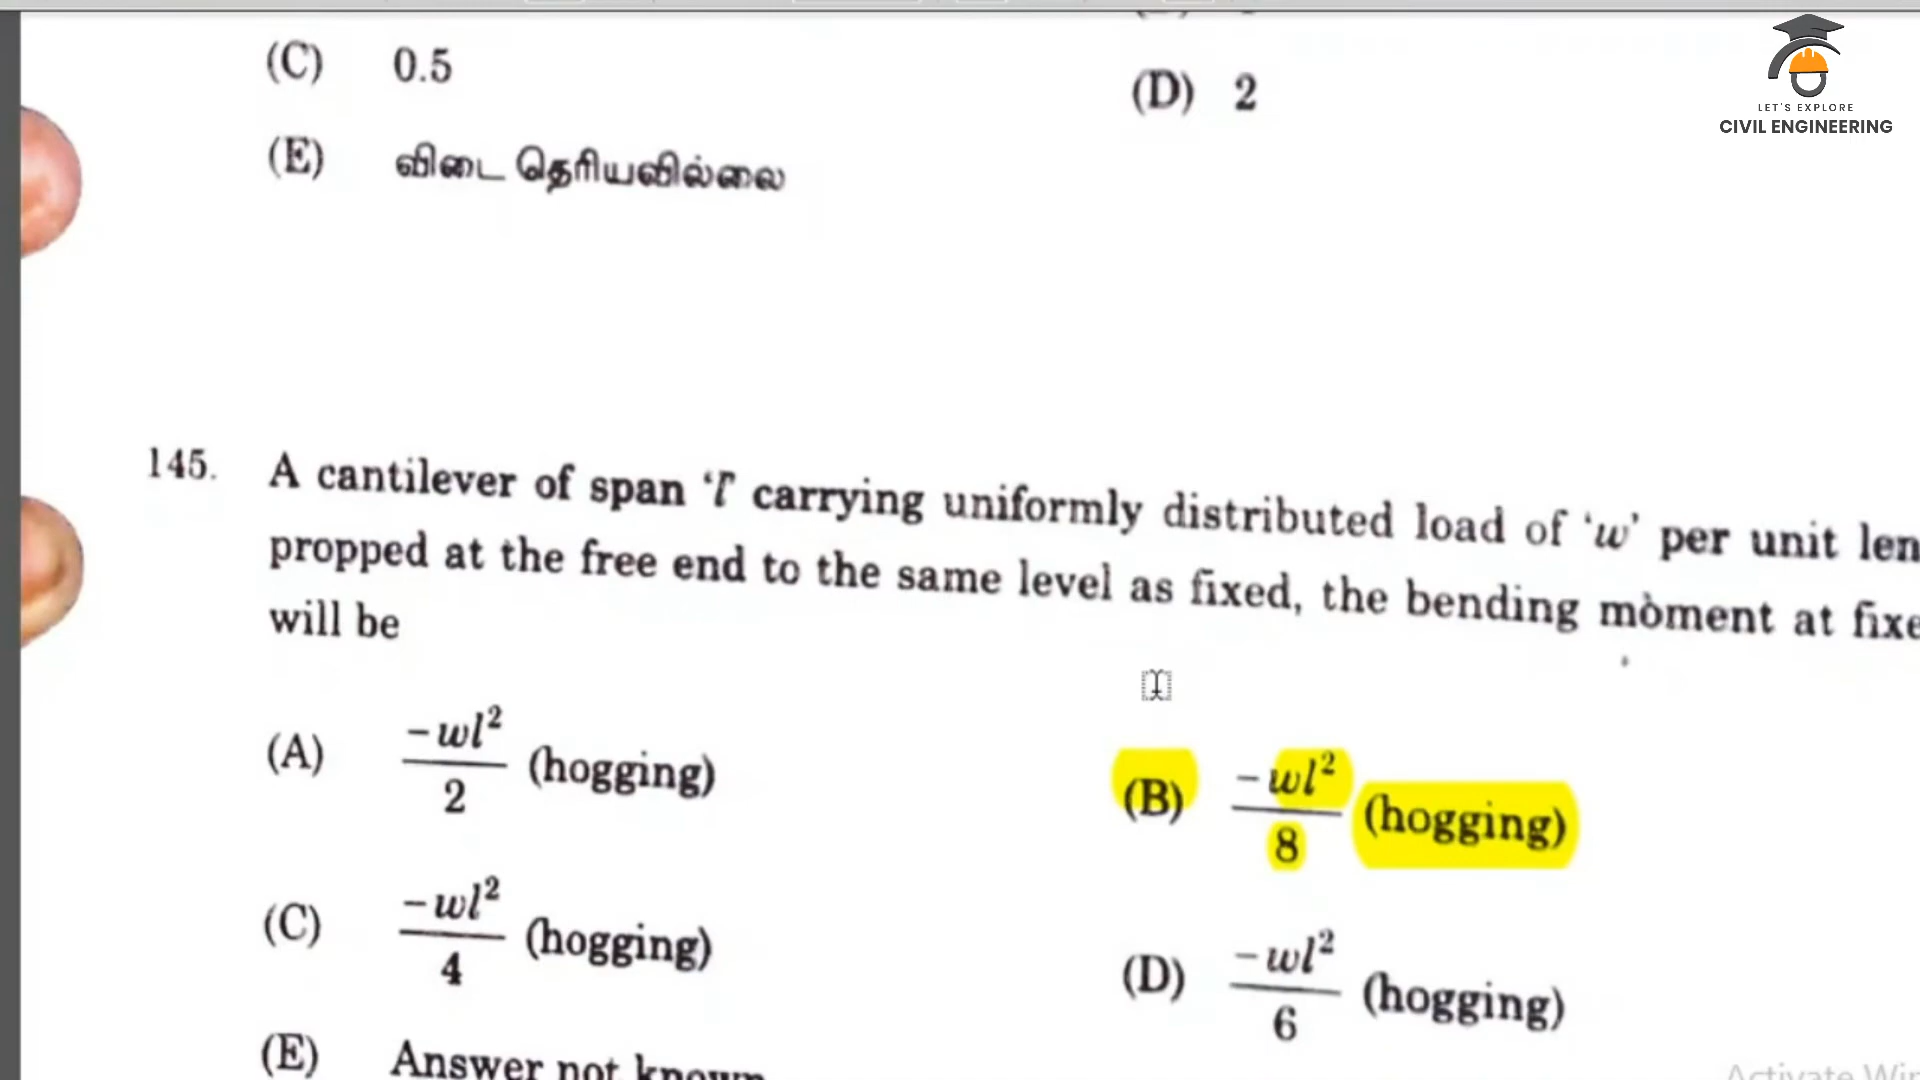 LET'S EXPLORE
CIVIL ENGINEERING
(C) 0.5
(D) 2
(E) விடை தெரியவில்லை
145. A cantilever of span 'l' carrying uniformly distributed load of 'w' per unit len
propped at the free end to the same level as fixed, the bending moment at fixe
will be
(A) -wl²/2 (hogging)
(B) -wl²/8 (hogging)
(C) -wl²/4 (hogging)
(D) -wl²/6 (hogging)
(E) Answer not known
Activate Win